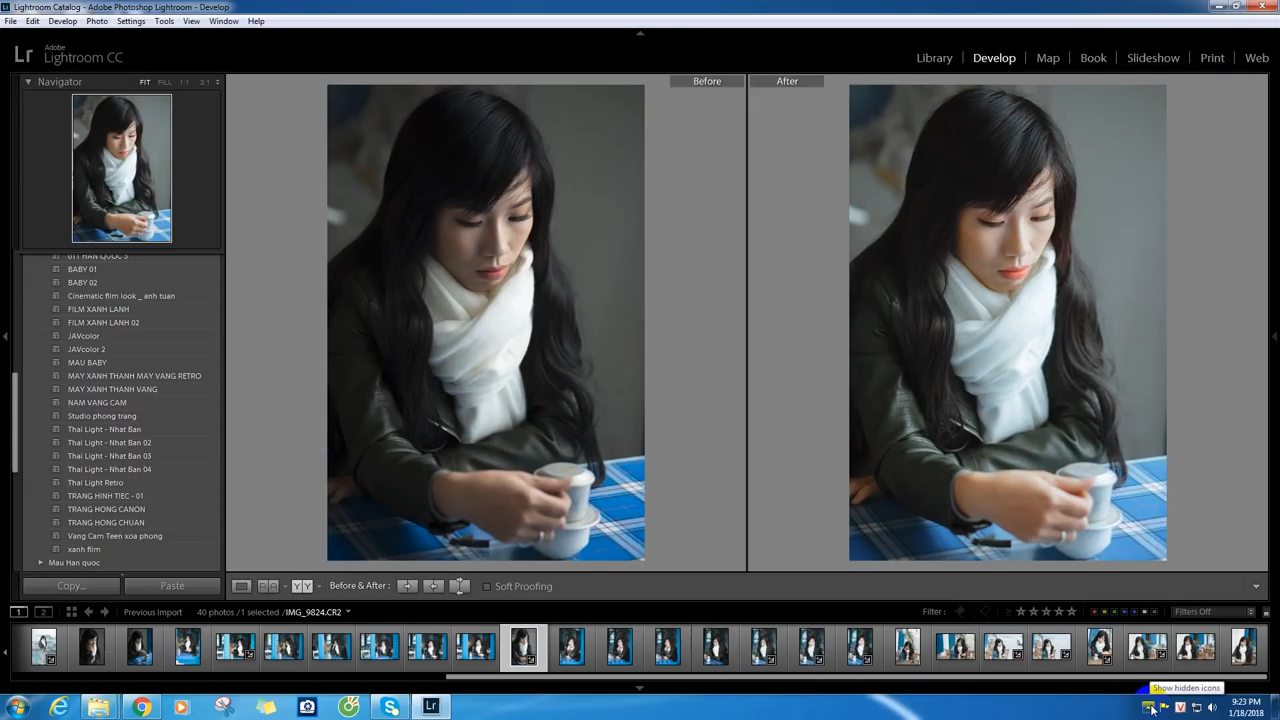 Lightroom Catalog - Adobe Photoshop Lightroom - Develop
File Edit Develop Photo Settings Tools View Window Help
Lr Adobe Lightroom CC
Library | Develop | Map | Book | Slideshow | Print | Web
Navigator FIT FILL 1:1 3:1
Before After
011 HAN QUOC 5
BABY 01
BABY 02
Cinematic film look _ anh tuan
FILM XANH LANH
FILM XANH LANH 02
JAVcolor
JAVcolor 2
MAU BABY
MAY XANH THANH MAY VANG RETRO
MAY XANH THANH VANG
NAM VANG CAM
Studio phong trang
Thai Light - Nhat Ban
Thai Light - Nhat Ban 02
Thai Light - Nhat Ban 03
Thai Light - Nhat Ban 04
Thai Light Retro
TRANG HINH TIEC - 01
TRANG HONG CANON
TRANG HONG CHUAN
Vang Cam Teen xoa phong
xanh film
Mau Han quoc
Copy... Paste
Before & After : Soft Proofing
1 2 Previous Import 40 photos /1 selected /IMG_9824.CR2 Filter : Filters Off
Show hidden icons
9:23 PM
1/18/2018